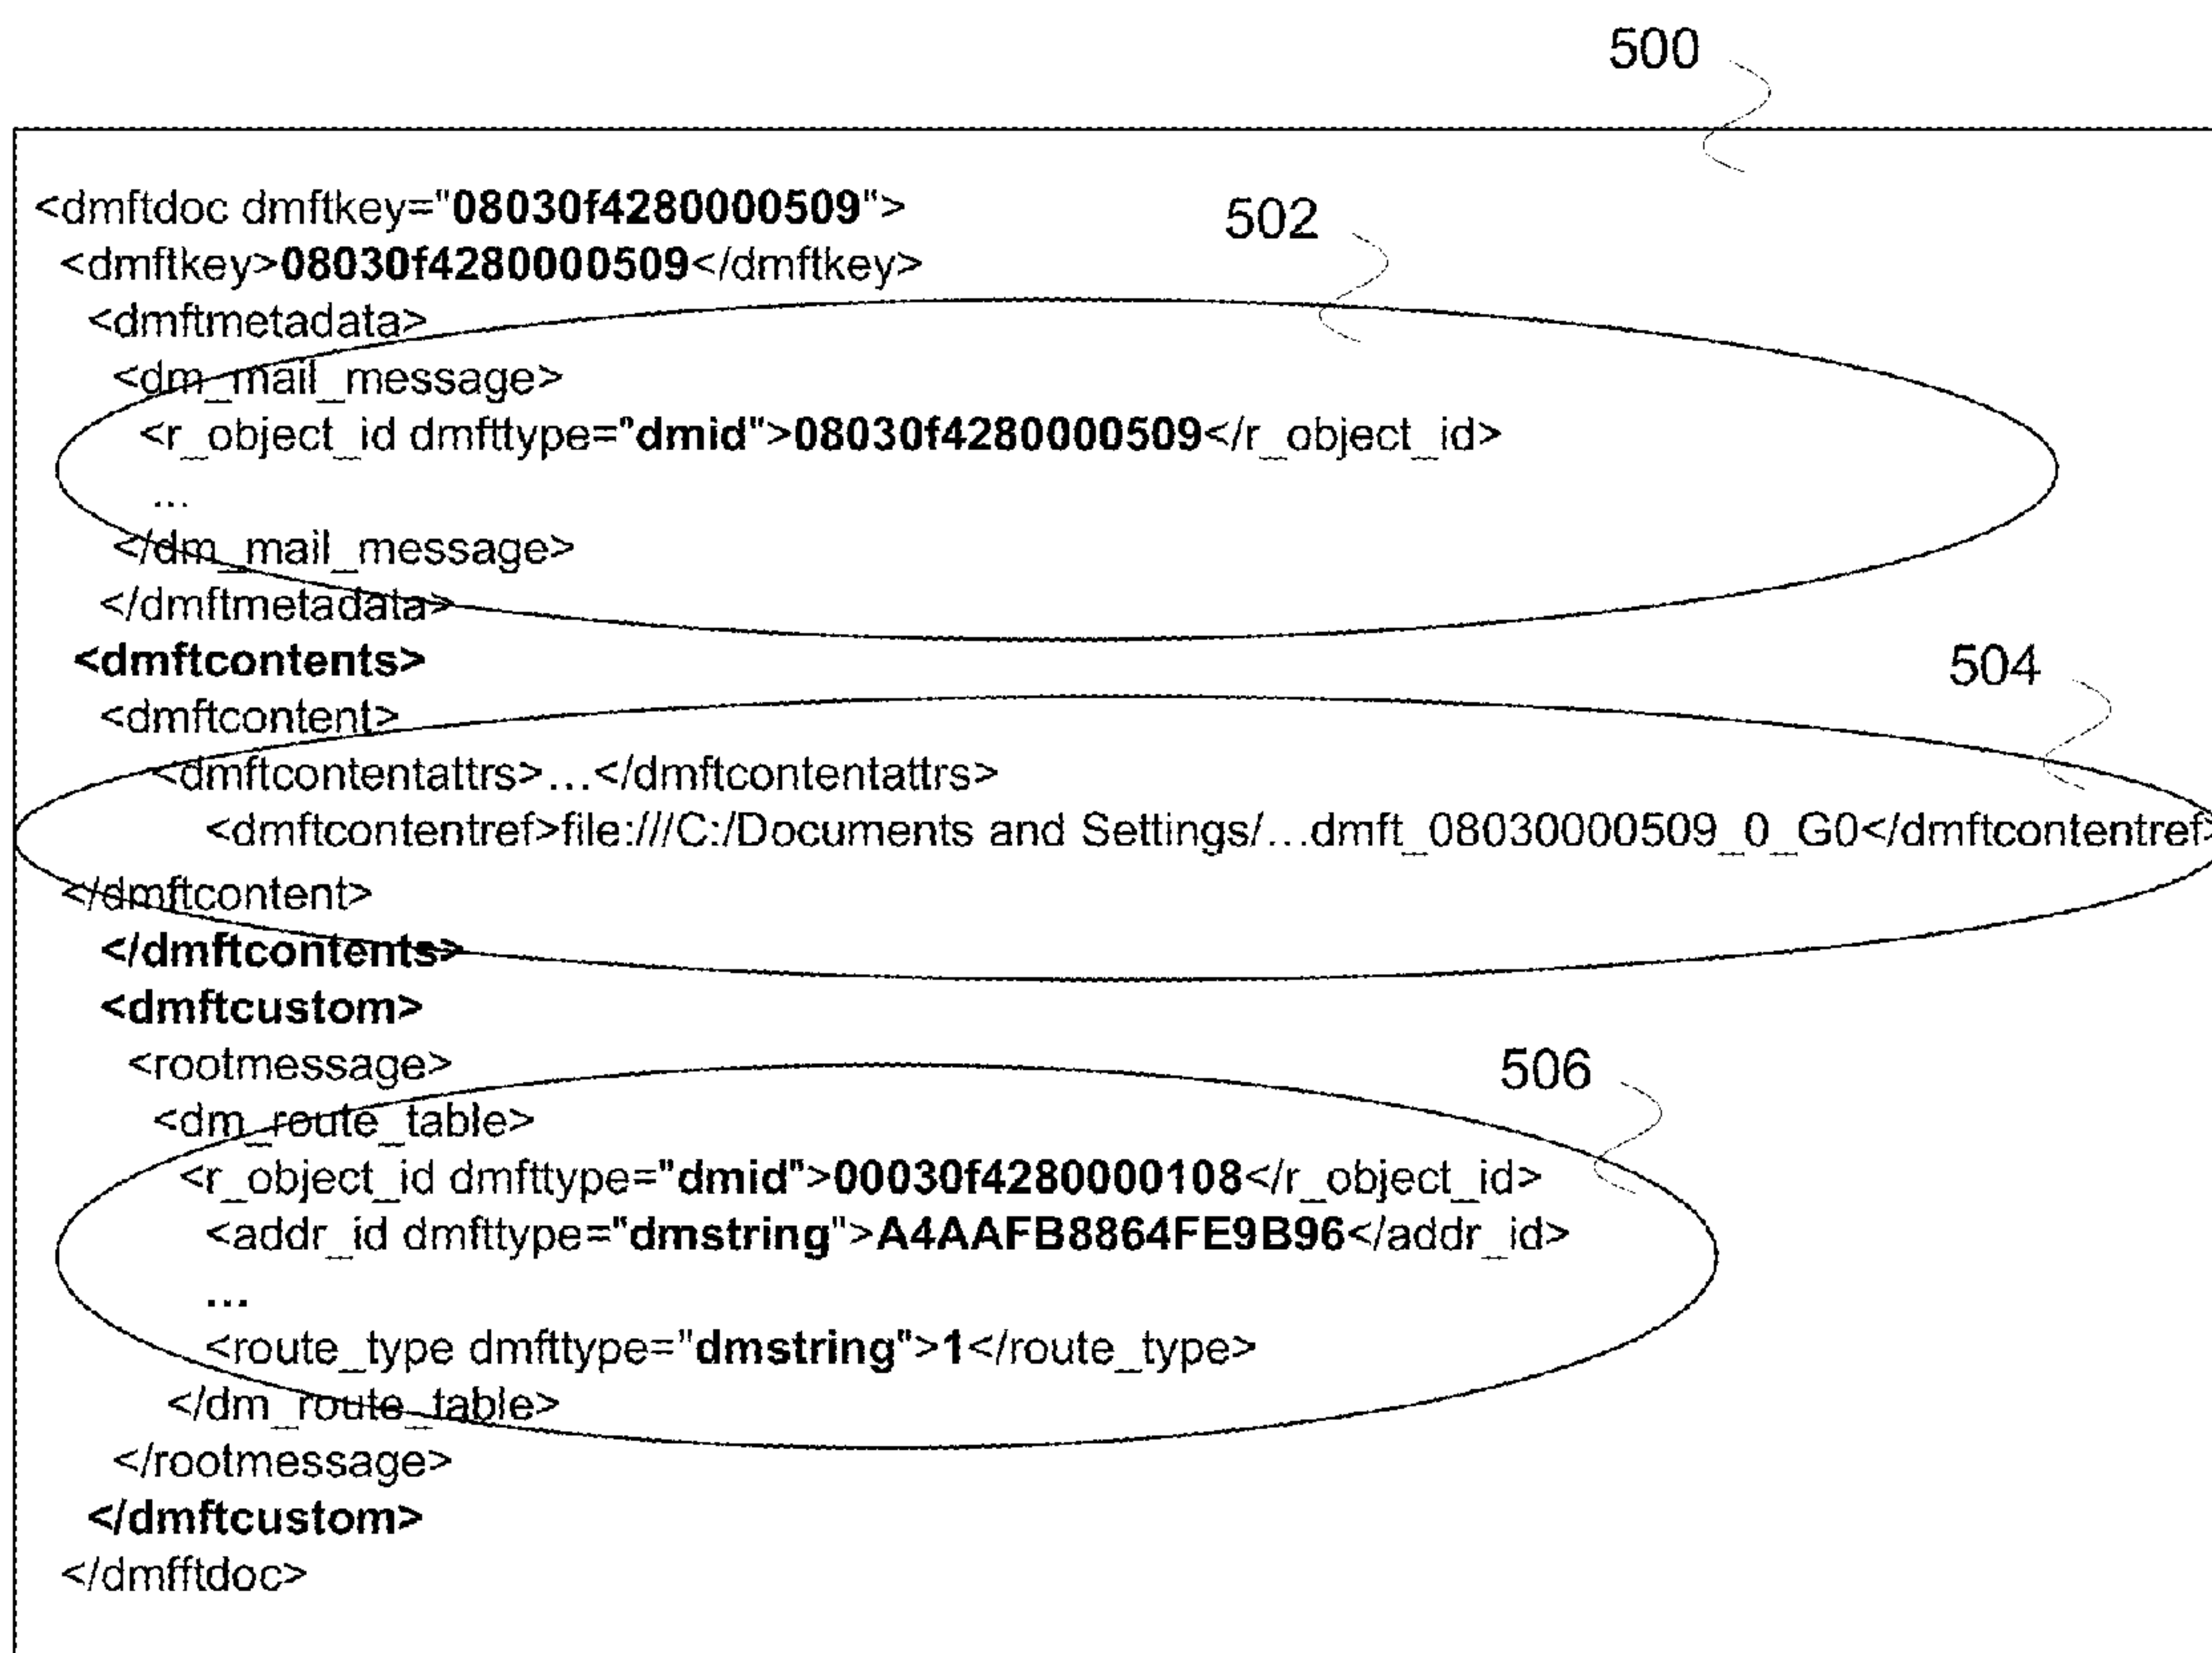 500
<dmftdoc dmftkey="08030f4280000509">
502
<dmftkey>08030f4280000509</dmftkey>
<dmftmetadata>
<dm_mail_message>
<r_object_id dmfttype="dmid">08030f4280000509</r_object_id>
...
</dm_mail_message>
</dmftmetadata>
<dmftcontents>
504
<dmftcontent>
<dmftcontentattrs>...</dmftcontentattrs>
<dmftcontentref>file:///C:/Documents and Settings/...dmft_08030000509_0_G0</dmftcontentref>
</dmftcontent>
</dmftcontents>
<dmftcustom>
<rootmessage>
506
<dm_route_table>
<r_object_id dmfttype="dmid">00030f4280000108</r_object_id>
<addr_id dmfttype="dmstring">A4AAFB8864FE9B96</addr_id>
...
<route_type dmfttype="dmstring">1</route_type>
</dm_route_table>
</rootmessage>
</dmftcustom>
</dmfftdoc>